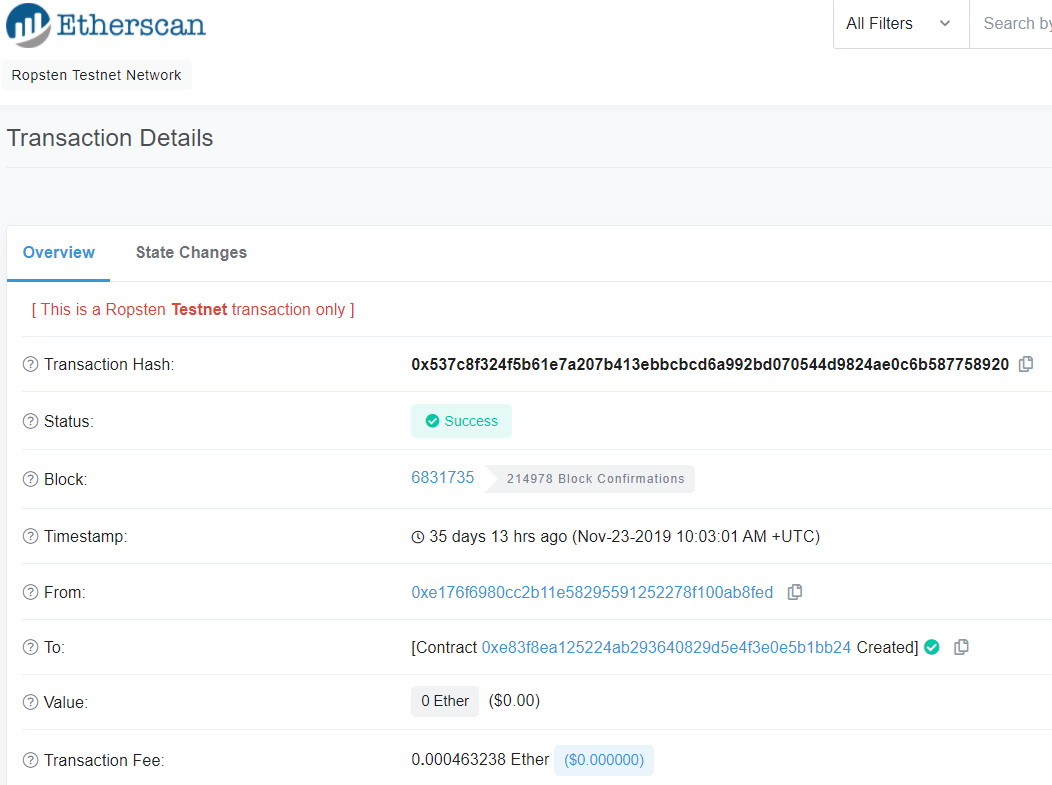 Etherscan
All Filters
Search by
Ropsten Testnet Network
Transaction Details
Overview State Changes
[ This is a Ropsten Testnet transaction only ]
Transaction Hash: 0x537c8f324f5b61e7a207b413ebbcbcd6a992bd070544d9824ae0c6b587758920
Status: Success
Block: 6831735 214978 Block Confirmations
Timestamp: 35 days 13 hrs ago (Nov-23-2019 10:03:01 AM +UTC)
From: 0xe176f6980cc2b11e58295591252278f100ab8fed
To: [Contract 0xe83f8ea125224ab293640829d5e4f3e0e5b1bb24 Created]
Value: 0 Ether ($0.00)
Transaction Fee: 0.000463238 Ether ($0.000000)